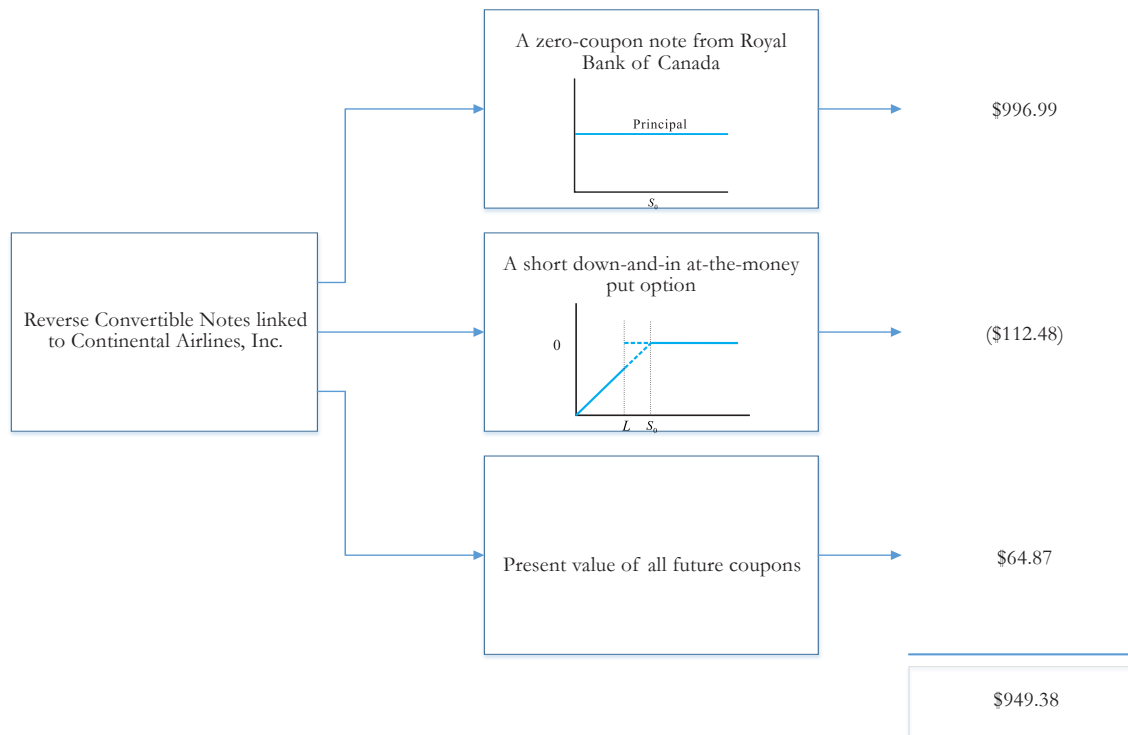 A zero-coupon note from Royal
Bank of Canada
Principal
S₀
$996.99
Reverse Convertible Notes linked
to Continental Airlines, Inc.
A short down-and-in at-the-money
put option
0
L S₀
($112.48)
Present value of all future coupons
$64.87
$949.38